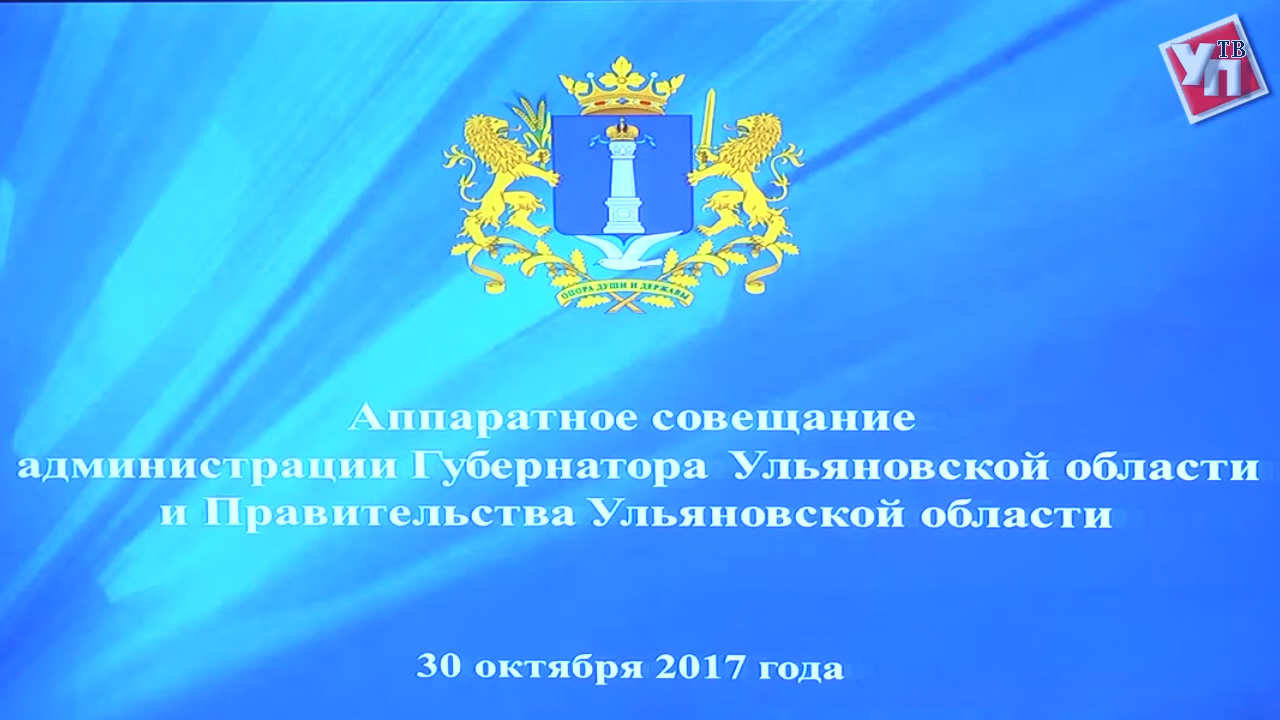 ТВ
УП
ОПОРА ДУШИ И ДЕРЖАВЫ
Аппаратное совещание
администрации Губернатора Ульяновской области
и Правительства Ульяновской области
30 октября 2017 года